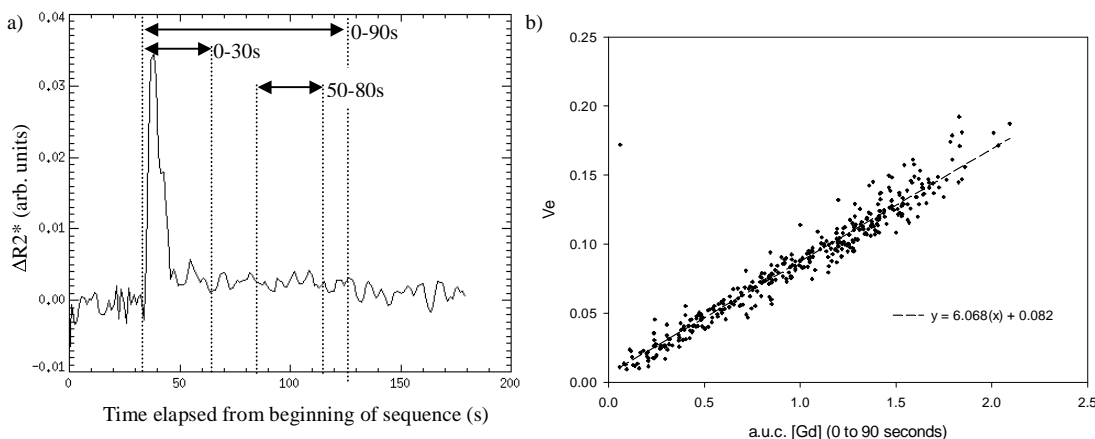 a)
0.04
0.03
0.02
0.01
0.00
-0.01
ΔR2* (arb. units)
0-90s
0-30s
50-80s
0
50
100
150
200
Time elapsed from beginning of sequence (s)
b)
0.25
0.20
0.15
0.10
0.05
0.00
Ve
y = 6.068(x) + 0.082
0.0
0.5
1.0
1.5
2.0
2.5
a.u.c. [Gd] (0 to 90 seconds)